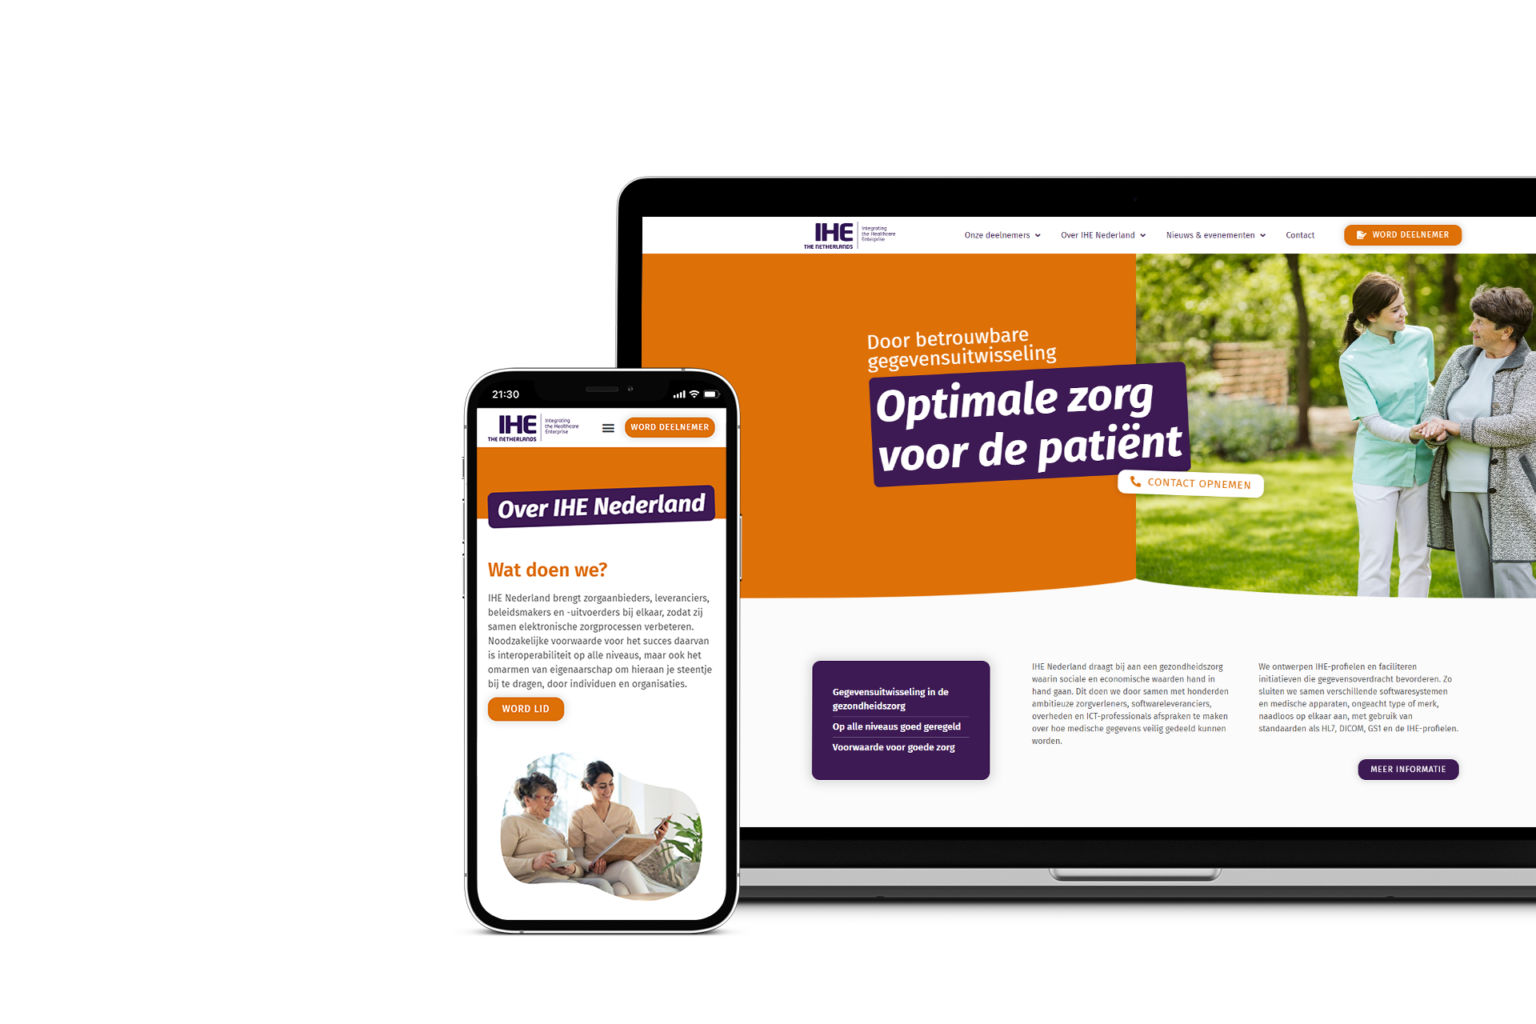 IHE
THE NETHERLANDS
Integrating
the Healthcare
Enterprise
Onze deelnemers
Over IHE Nederland
Nieuws & evenementen
Contact
WORD DEELNEMER
Door betrouwbare
gegevensuitwisseling
Optimale zorg
voor de patiënt
CONTACT OPNEMEN
Gegevensuitwisseling in de
gezondheidszorg
Op alle niveaus goed geregeld
Voorwaarde voor goede zorg
IHE Nederland draagt bij aan een gezondheidszorg
waarin sociale en economische waarden hand in
hand gaan. Dit doen we door samen met honderden
ambitieuze zorgverleners, softwareleveranciers,
overheden en ICT-professionals afspraken te maken
over hoe medische gegevens veilig gedeeld kunnen
worden.
We ontwerpen IHE-profielen en faciliteren
initiatieven die gegevensoverdracht bevorderen. Zo
sluiten we samen verschillende softwaresystemen
en medische apparaten, ongeacht type of merk,
naadloos op elkaar aan, met gebruik van
standaarden als HL7, DICOM, GS1 en de IHE-profielen.
MEER INFORMATIE
21:30
IHE
THE NETHERLANDS
Integrating
the Healthcare
Enterprise
WORD DEELNEMER
Over IHE Nederland
Wat doen we?
IHE Nederland brengt zorgaanbieders, leveranciers,
beleidsmakers en -uitvoerders bij elkaar, zodat zij
samen elektronische zorgprocessen verbeteren.
Noodzakelijke voorwaarde voor het succes daarvan
is interoperabiliteit op alle niveaus, maar ook het
omarmen van eigenaarschap om hieraan je steentje
bij te dragen, door individuen en organisaties.
WORD LID